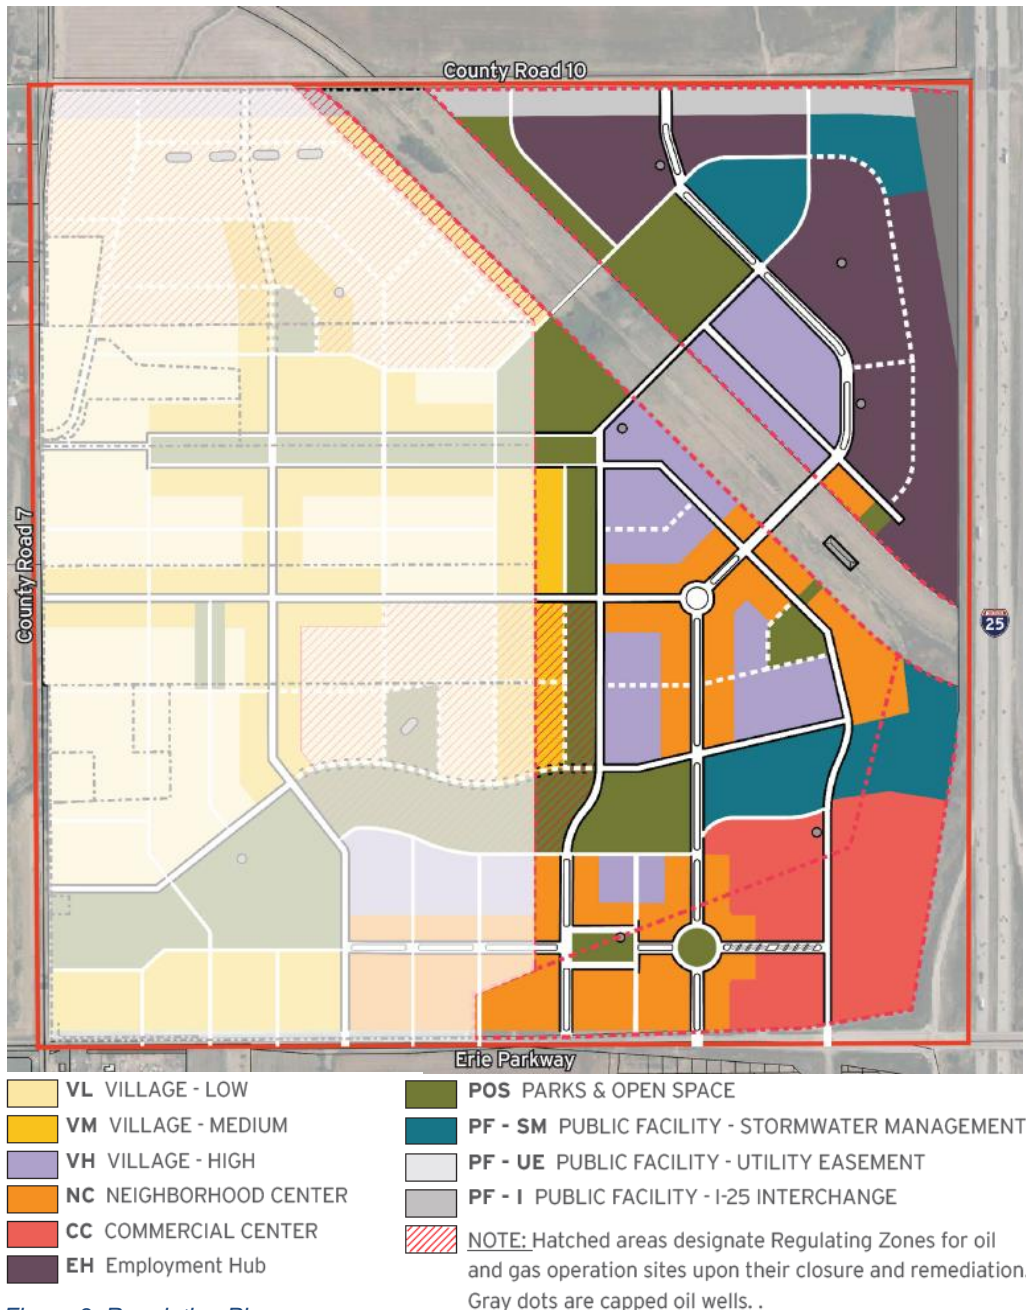 County Road 10
County Road 7
INTERSTATE
25
Erie Parkway
VL VILLAGE - LOW
VM VILLAGE - MEDIUM
VH VILLAGE - HIGH
NC NEIGHBORHOOD CENTER
CC COMMERCIAL CENTER
EH Employment Hub
POS PARKS & OPEN SPACE
PF - SM PUBLIC FACILITY - STORMWATER MANAGEMENT
PF - UE PUBLIC FACILITY - UTILITY EASEMENT
PF - I PUBLIC FACILITY - I-25 INTERCHANGE
NOTE: Hatched areas designate Regulating Zones for oil
and gas operation sites upon their closure and remediation.
Gray dots are capped oil wells. .